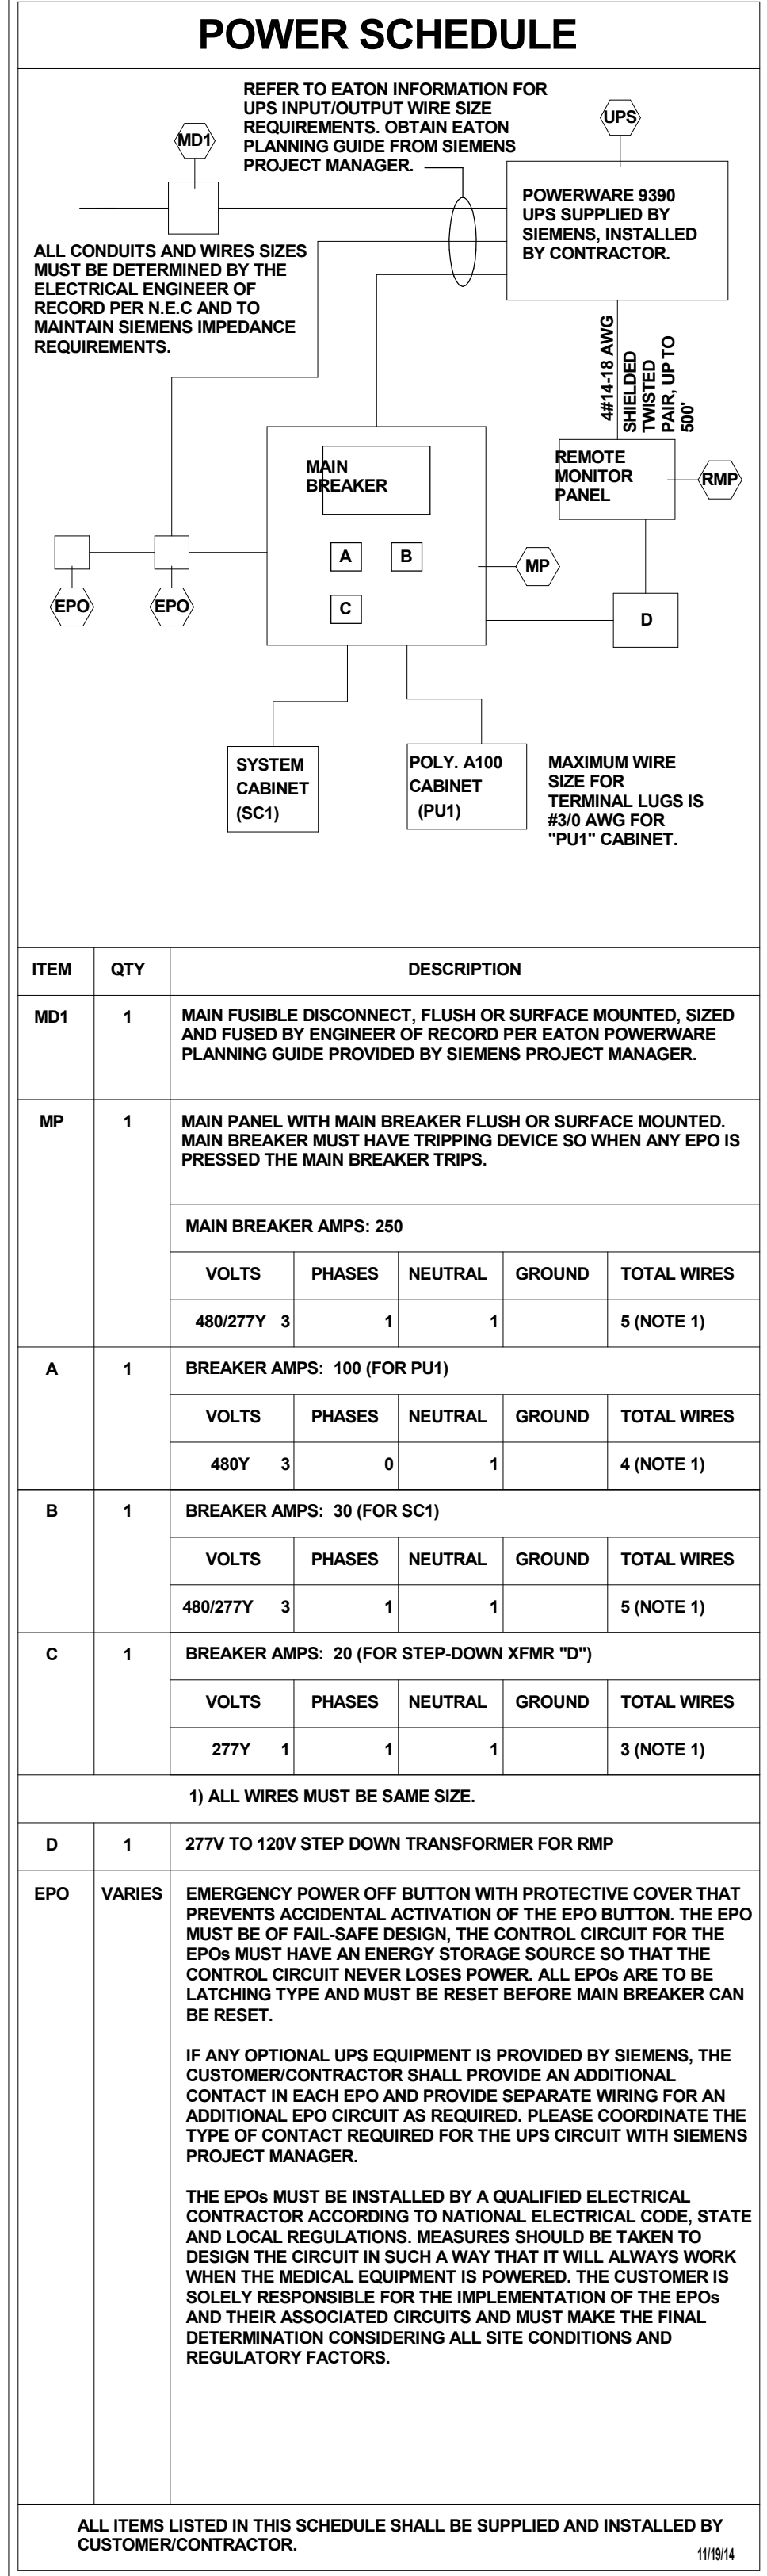 POWER SCHEDULE
REFER TO EATON INFORMATION FOR
UPS INPUT/OUTPUT WIRE SIZE
REQUIREMENTS. OBTAIN EATON
PLANNING GUIDE FROM SIEMENS
PROJECT MANAGER.
MD1
UPS
POWERWARE 9390
UPS SUPPLIED BY
SIEMENS, INSTALLED
BY CONTRACTOR.
ALL CONDUITS AND WIRES SIZES
MUST BE DETERMINED BY THE
ELECTRICAL ENGINEER OF
RECORD PER N.E.C AND TO
MAINTAIN SIEMENS IMPEDANCE
REQUIREMENTS.
4#14-18 AWG
SHIELDED
TWISTED
PAIR, UP TO
500'
MAIN
BREAKER
REMOTE
MONITOR
PANEL
RMP
A
B
C
MP
EPO
EPO
D
SYSTEM
CABINET
(SC1)
POLY. A100
CABINET
(PU1)
MAXIMUM WIRE
SIZE FOR
TERMINAL LUGS IS
#3/0 AWG FOR
"PU1" CABINET.
ITEM QTY DESCRIPTION
MD1 1 MAIN FUSIBLE DISCONNECT, FLUSH OR SURFACE MOUNTED, SIZED
AND FUSED BY ENGINEER OF RECORD PER EATON POWERWARE
PLANNING GUIDE PROVIDED BY SIEMENS PROJECT MANAGER.
MP 1 MAIN PANEL WITH MAIN BREAKER FLUSH OR SURFACE MOUNTED.
MAIN BREAKER MUST HAVE TRIPPING DEVICE SO WHEN ANY EPO IS
PRESSED THE MAIN BREAKER TRIPS.
MAIN BREAKER AMPS: 250
VOLTS PHASES NEUTRAL GROUND TOTAL WIRES
480/277Y 3 1 1 5 (NOTE 1)
A 1 BREAKER AMPS: 100 (FOR PU1)
VOLTS PHASES NEUTRAL GROUND TOTAL WIRES
480Y 3 0 1 4 (NOTE 1)
B 1 BREAKER AMPS: 30 (FOR SC1)
VOLTS PHASES NEUTRAL GROUND TOTAL WIRES
480/277Y 3 1 1 5 (NOTE 1)
C 1 BREAKER AMPS: 20 (FOR STEP-DOWN XFMR "D")
VOLTS PHASES NEUTRAL GROUND TOTAL WIRES
277Y 1 1 1 3 (NOTE 1)
1) ALL WIRES MUST BE SAME SIZE.
D 1 277V TO 120V STEP DOWN TRANSFORMER FOR RMP
EPO VARIES EMERGENCY POWER OFF BUTTON WITH PROTECTIVE COVER THAT
PREVENTS ACCIDENTAL ACTIVATION OF THE EPO BUTTON. THE EPO
MUST BE OF FAIL-SAFE DESIGN, THE CONTROL CIRCUIT FOR THE
EPOs MUST HAVE AN ENERGY STORAGE SOURCE SO THAT THE
CONTROL CIRCUIT NEVER LOSES POWER. ALL EPOs ARE TO BE
LATCHING TYPE AND MUST BE RESET BEFORE MAIN BREAKER CAN
BE RESET.
IF ANY OPTIONAL UPS EQUIPMENT IS PROVIDED BY SIEMENS, THE
CUSTOMER/CONTRACTOR SHALL PROVIDE AN ADDITIONAL
CONTACT IN EACH EPO AND PROVIDE SEPARATE WIRING FOR AN
ADDITIONAL EPO CIRCUIT AS REQUIRED. PLEASE COORDINATE THE
TYPE OF CONTACT REQUIRED FOR THE UPS CIRCUIT WITH SIEMENS
PROJECT MANAGER.
THE EPOs MUST BE INSTALLED BY A QUALIFIED ELECTRICAL
CONTRACTOR ACCORDING TO NATIONAL ELECTRICAL CODE, STATE
AND LOCAL REGULATIONS. MEASURES SHOULD BE TAKEN TO
DESIGN THE CIRCUIT IN SUCH A WAY THAT IT WILL ALWAYS WORK
WHEN THE MEDICAL EQUIPMENT IS POWERED. THE CUSTOMER IS
SOLELY RESPONSIBLE FOR THE IMPLEMENTATION OF THE EPOs
AND THEIR ASSOCIATED CIRCUITS AND MUST MAKE THE FINAL
DETERMINATION CONSIDERING ALL SITE CONDITIONS AND
REGULATORY FACTORS.
ALL ITEMS LISTED IN THIS SCHEDULE SHALL BE SUPPLIED AND INSTALLED BY
CUSTOMER/CONTRACTOR.
11/19/14